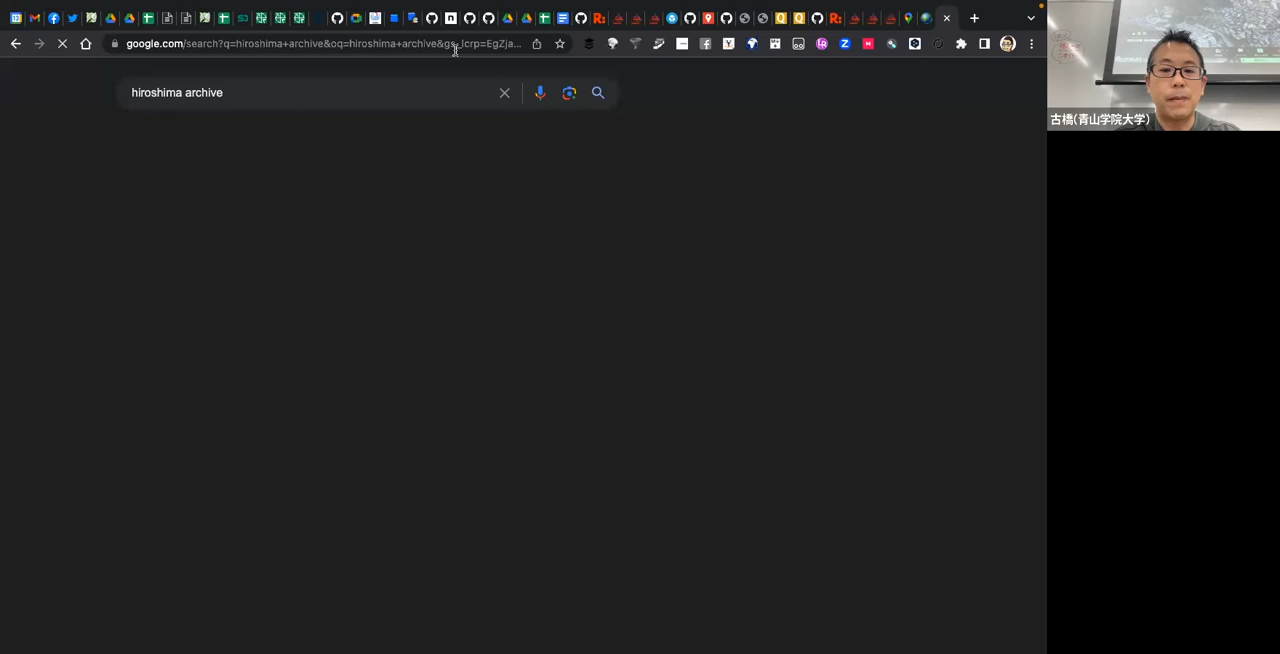 google.com/search?q=hiroshima+archive&oq=hiroshima+archive&gs_lcrp=EgZja...
hiroshima archive
古橋(青山学院大学)